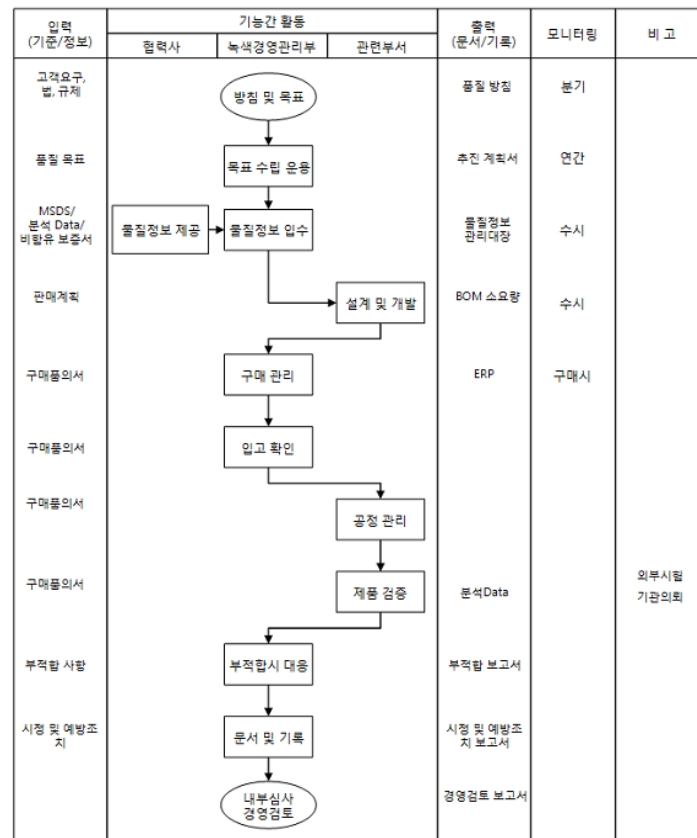 입력
(기준/정보)
기능간 활동
출력
(문서/기록)
모니터링
비 고
협력사
녹색경영관리부
관련부서
고객요구,
법, 규제
방침 및 목표
품질 방침
분기
품질 목표
목표 수립 운용
추진 계획서
연간
MSDS/
분석 Data/
비함유 보증서
물질정보 제공
물질정보 입수
물질정보
관리대장
수시
판매계획
설계 및 개발
BOM 소요량
수시
구매품의서
구매 관리
ERP
구매시
구매품의서
입고 확인
구매품의서
공정 관리
구매품의서
제품 검증
분석Data
외부시험
기관의뢰
부적합 사항
부적합시 대응
부적합 보고서
시정 및 예방조
치
문서 및 기록
시정 및 예방조
치 보고서
내부심사
경영검토
경영검토 보고서